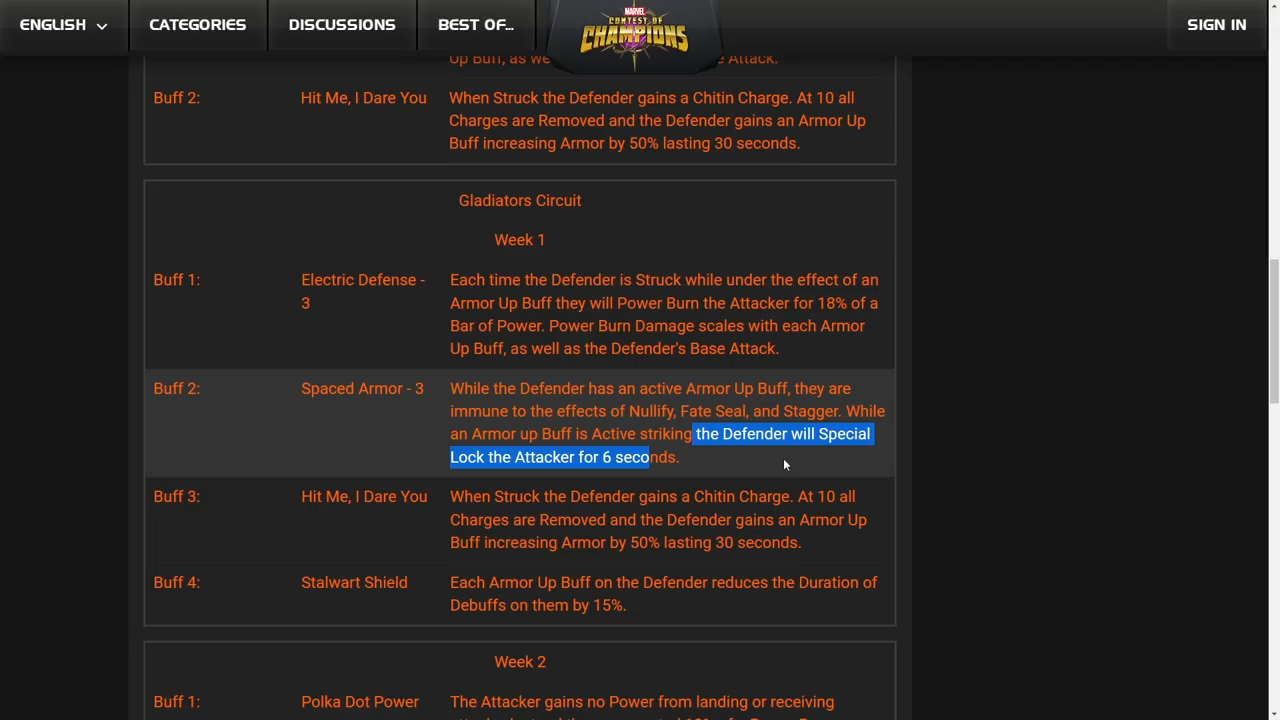 ENGLISH CATEGORIES DISCUSSIONS BEST OF... MARVEL CONTEST OF CHAMPIONS SIGN IN
Buff 2: Hit Me, I Dare You When Struck the Defender gains a Chitin Charge. At 10 all
Charges are Removed and the Defender gains an Armor Up
Buff increasing Armor by 50% lasting 30 seconds.
Gladiators Circuit
Week 1
Buff 1: Electric Defense - Each time the Defender is Struck while under the effect of an
3 Armor Up Buff they will Power Burn the Attacker for 18% of a
Bar of Power. Power Burn Damage scales with each Armor
Up Buff, as well as the Defender's Base Attack.
Buff 2: Spaced Armor - 3 While the Defender has an active Armor Up Buff, they are
immune to the effects of Nullify, Fate Seal, and Stagger. While
an Armor up Buff is Active striking the Defender will Special
Lock the Attacker for 6 seconds.
Buff 3: Hit Me, I Dare You When Struck the Defender gains a Chitin Charge. At 10 all
Charges are Removed and the Defender gains an Armor Up
Buff increasing Armor by 50% lasting 30 seconds.
Buff 4: Stalwart Shield Each Armor Up Buff on the Defender reduces the Duration of
Debuffs on them by 15%.
Week 2
Buff 1: Polka Dot Power The Attacker gains no Power from landing or receiving